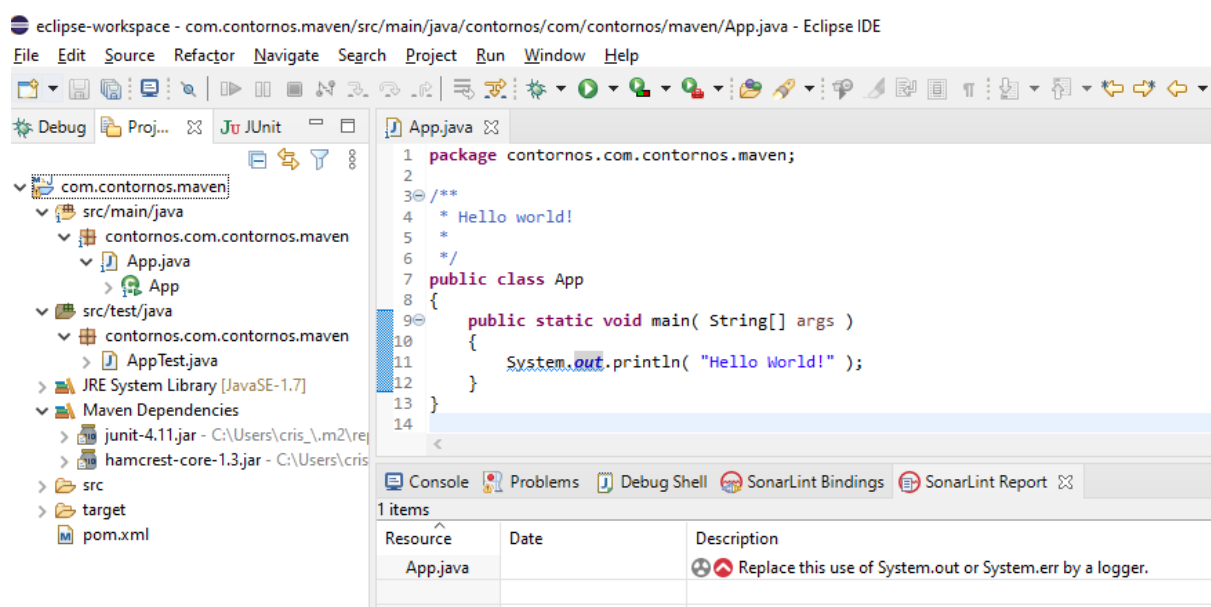 eclipse-workspace - com.contornos.maven/src/main/java/contornos/com/contornos/maven/App.java - Eclipse IDE
File Edit Source Refactor Navigate Search Project Run Window Help
Debug Proj... JUnit
App.java
com.contornos.maven
src/main/java
contornos.com.contornos.maven
App.java
App
src/test/java
contornos.com.contornos.maven
AppTest.java
JRE System Library [JavaSE-1.7]
Maven Dependencies
junit-4.11.jar - C:\Users\cris_\.m2\rep
hamcrest-core-1.3.jar - C:\Users\cris
src
target
pom.xml
1 package contornos.com.contornos.maven;
2
3 /**
4 * Hello world!
5 *
6 */
7 public class App
8 {
9 public static void main( String[] args )
10 {
11 System.out.println( "Hello World!" );
12 }
13 }
14
Console Problems Debug Shell SonarLint Bindings SonarLint Report
1 items
Resource Date Description
App.java Replace this use of System.out or System.err by a logger.